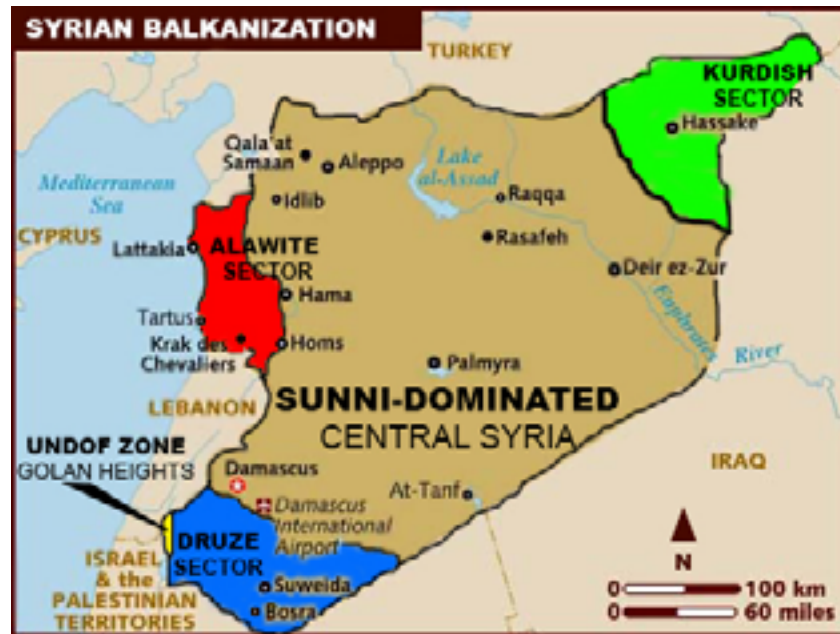 SYRIAN BALKANIZATION
TURKEY
KURDISH
SECTOR
Hassake
Qala'at
Samaan
Aleppo
Lake
al-Assad
Mediterranean
Sea
Idlib
Raqqa
CYPRUS
Lattakia
ALAWITE
SECTOR
Rasafeh
Deir ez-Zur
Hama
Tartus
Euphrates
River
Krak des
Chevaliers
Homs
Palmyra
LEBANON
SUNNI-DOMINATED
CENTRAL SYRIA
UNDOF ZONE
GOLAN HEIGHTS
IRAQ
Damascus
At-Tanf
Damascus
International
Airport
DRUZE
SECTOR
ISRAEL
& the
PALESTINIAN
TERRITORIES
Suweida
Bosra
N
0 100 km
0 60 miles